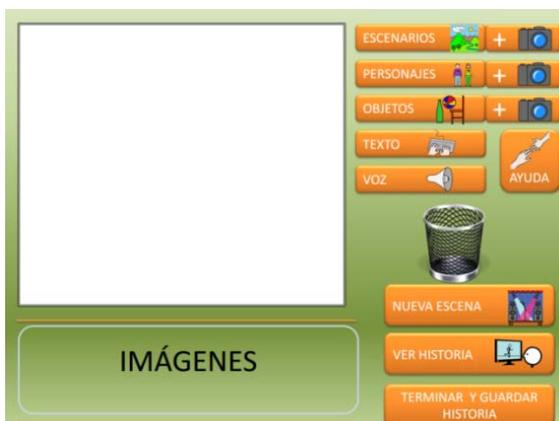 ESCENARIOS +
PERSONAJES +
OBJETOS +
TEXTO
VOZ
AYUDA
NUEVA ESCENA
VER HISTORIA
TERMINAR Y GUARDAR
HISTORIA
IMÁGENES